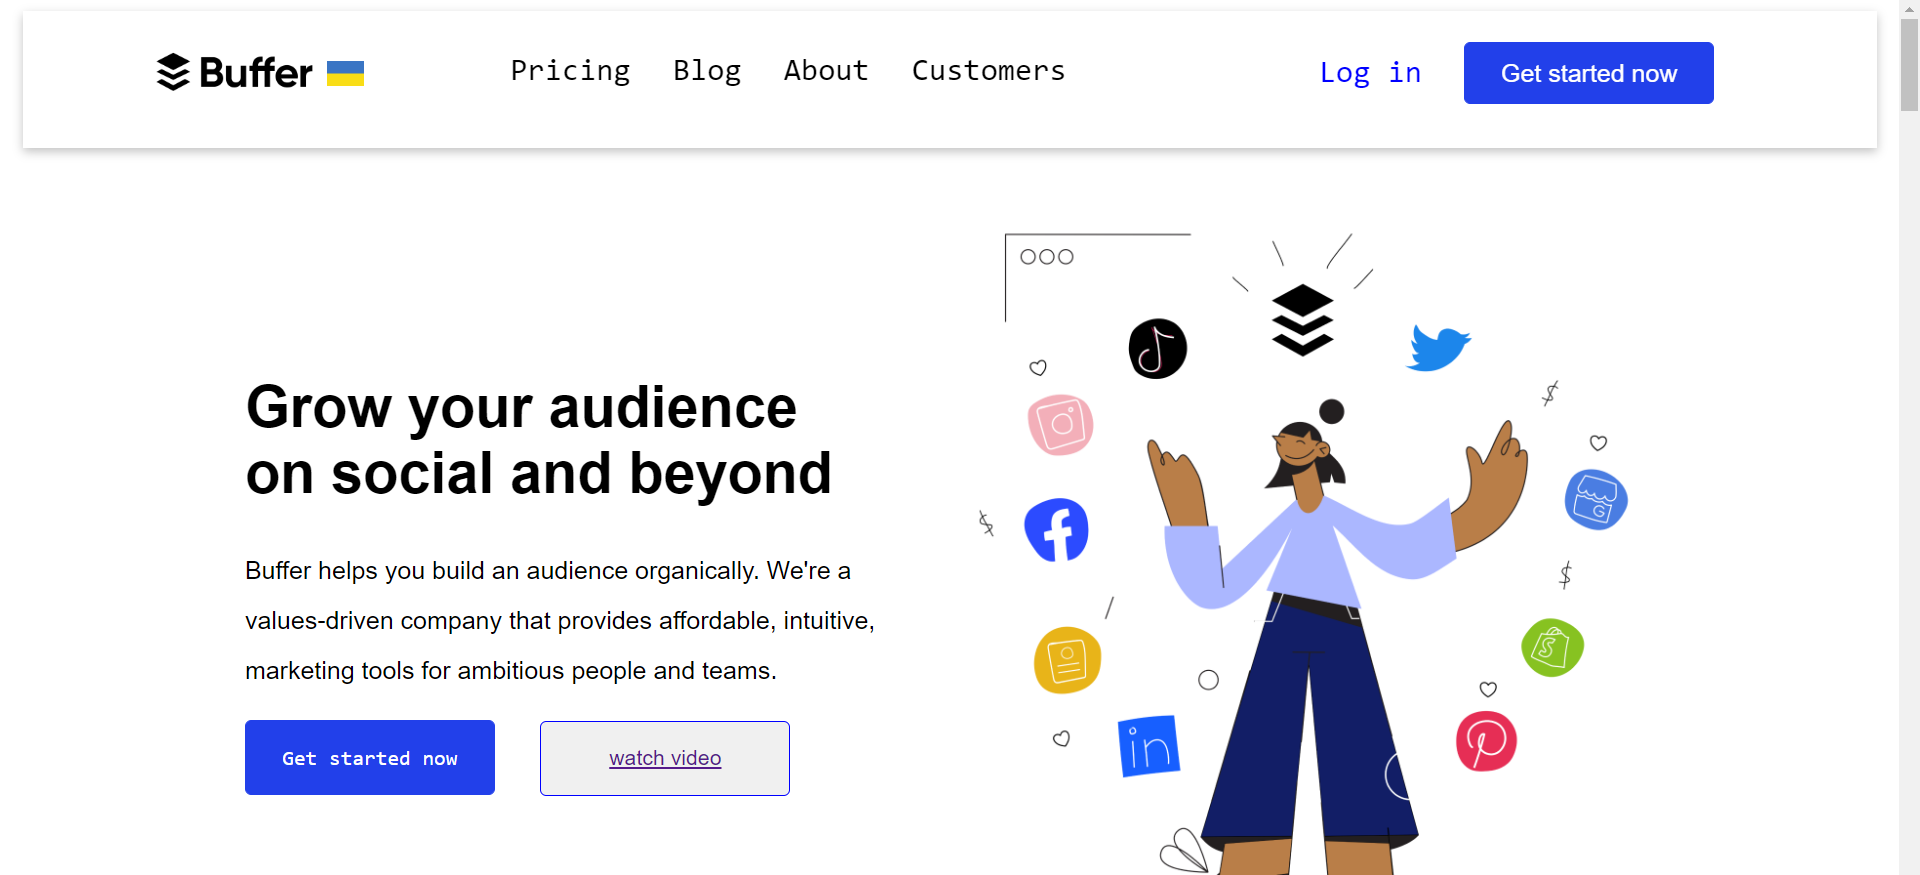 Buffer
Pricing Blog About Customers
Log in
Get started now
Grow your audience
on social and beyond
Buffer helps you build an audience organically. We're a
values-driven company that provides affordable, intuitive,
marketing tools for ambitious people and teams.
Get started now
watch video
$
$
G
$
S
in